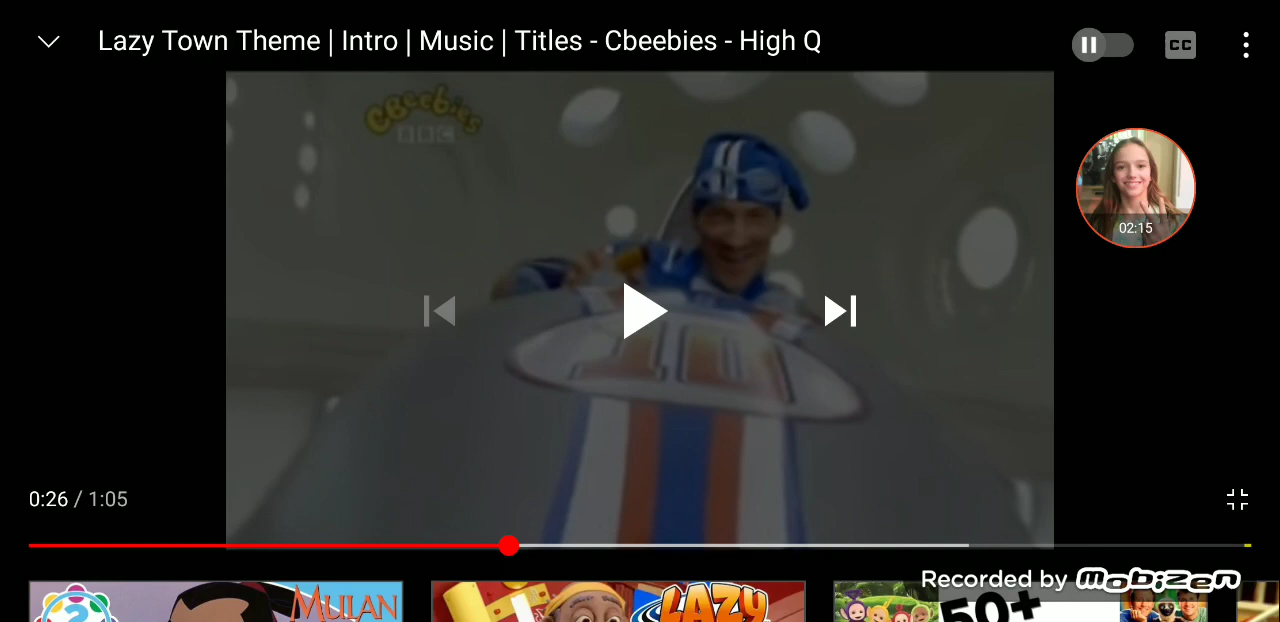 Lazy Town Theme | Intro | Music | Titles - Cbeebies - High Q
CC
CBeebies
BBC
10
02:15
0:26 / 1:05
Recorded by MOBIZEN
?
MULAN
LAZY
50+